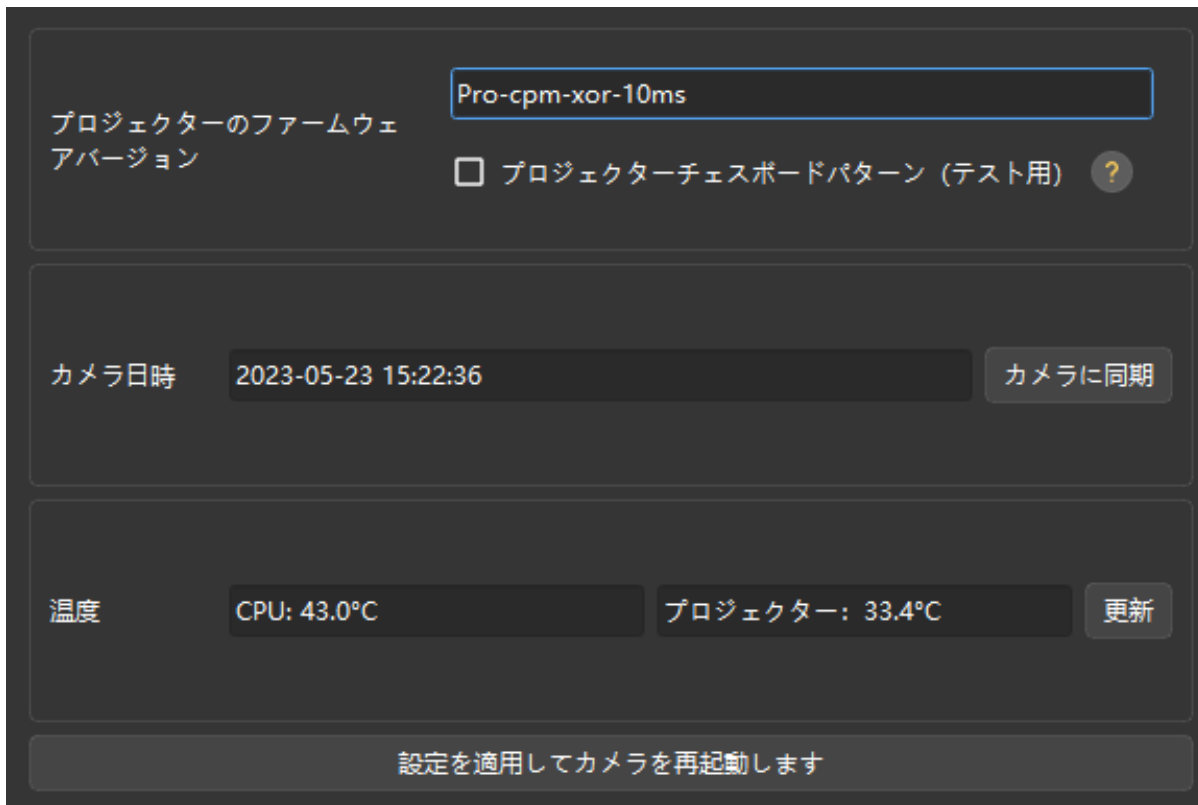 Pro-cpm-xor-10ms
プロジェクターのファームウェ
アバージョン
プロジェクターチェスボードパターン (テスト用) ?
カメラ日時 2023-05-23 15:22:36 カメラに同期
温度 CPU: 43.0°C プロジェクター: 33.4°C 更新
設定を適用してカメラを再起動します